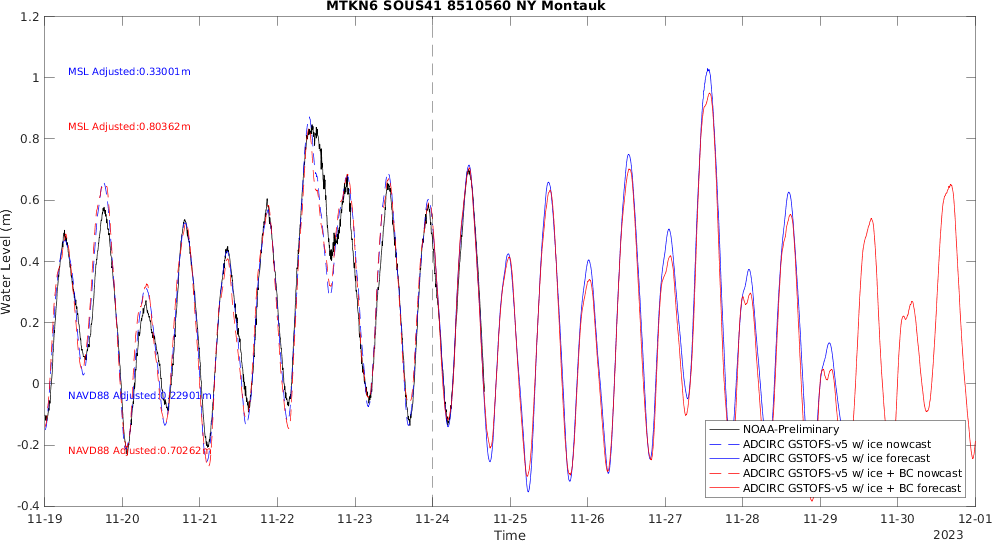 MTKN6 SOUS41 8510560 NY Montauk
1.2
1
0.8
0.6
0.4
0.2
0
-0.2
-0.4
Water Level (m)
MSL Adjusted:0.33001m
MSL Adjusted:0.80362m
NAVD88 Adjusted:0.22901m
NAVD88 Adjusted:0.70262m
NOAA-Preliminary
ADCIRC GSTOFS-v5 w/ ice nowcast
ADCIRC GSTOFS-v5 w/ ice forecast
ADCIRC GSTOFS-v5 w/ ice + BC nowcast
ADCIRC GSTOFS-v5 w/ ice + BC forecast
11-19 11-20 11-21 11-22 11-23 11-24 11-25 11-26 11-27 11-28 11-29 11-30 12-01
Time
2023